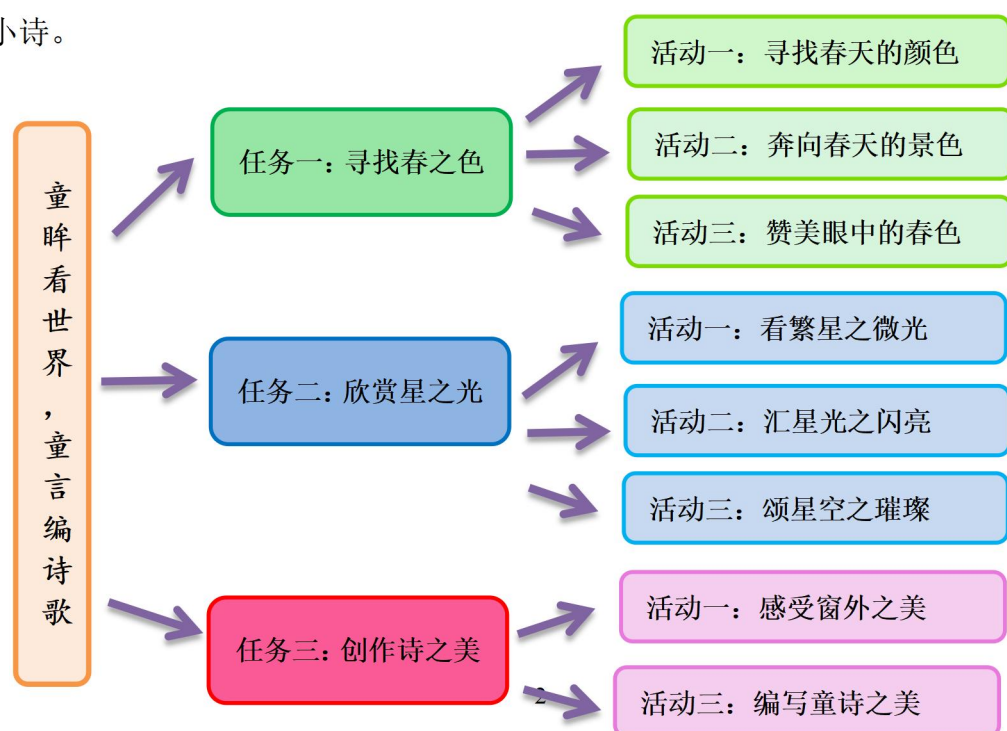 小诗。
童眸看世界，童言编诗歌
任务一：寻找春之色
活动一：寻找春天的颜色
活动二：奔向春天的景色
活动三：赞美眼中的春色
任务二：欣赏星之光
活动一：看繁星之微光
活动二：汇星光之闪亮
活动三：颂星空之璀璨
任务三：创作诗之美
活动一：感受窗外之美
活动三：编写童诗之美
2